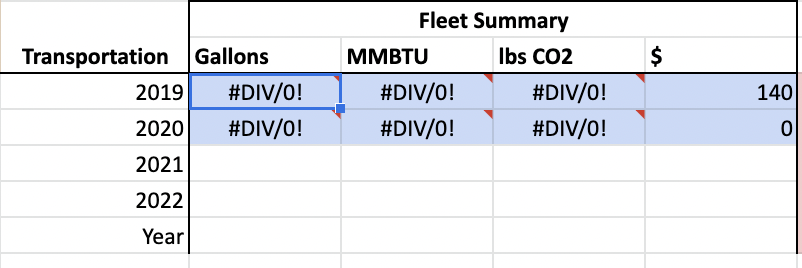 Fleet Summary
Transportation Gallons MMBTU lbs CO2 $
2019 #DIV/0! #DIV/0! #DIV/0! 140
2020 #DIV/0! #DIV/0! #DIV/0! 0
2021
2022
Year